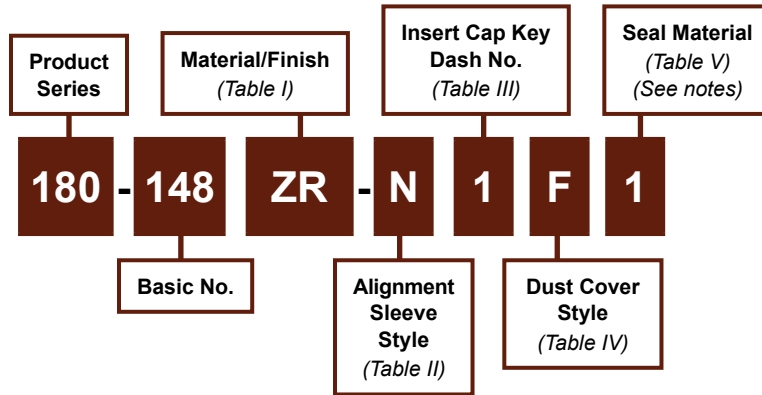 Product
Series
Material/Finish
(Table I)
Insert Cap Key
Dash No.
(Table III)
Seal Material
(Table V)
(See notes)
180 - 148 ZR - N 1 F 1
Basic No.
Alignment
Sleeve
Style
(Table II)
Dust Cover
Style
(Table IV)